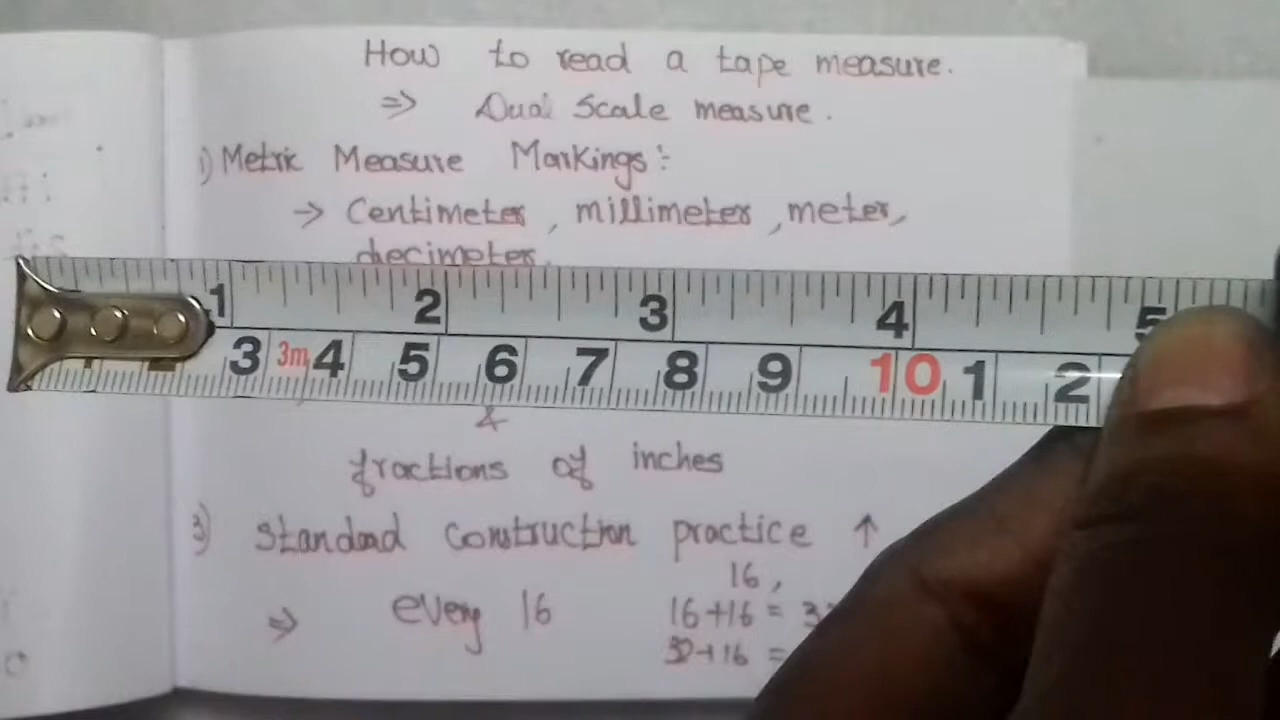 How to read a tape measure.
=> Dual Scale measure.
1) Metric Measure Markings:-
-> Centimeter, millimeter, meter,
decimeter.
1 2 3 4 5
3 3m 4 5 6 7 8 9 10 1 2
&
fractions of inches
3) Standard Construction practice ↑
16,
=> every 16 16+16 =
32+16 =